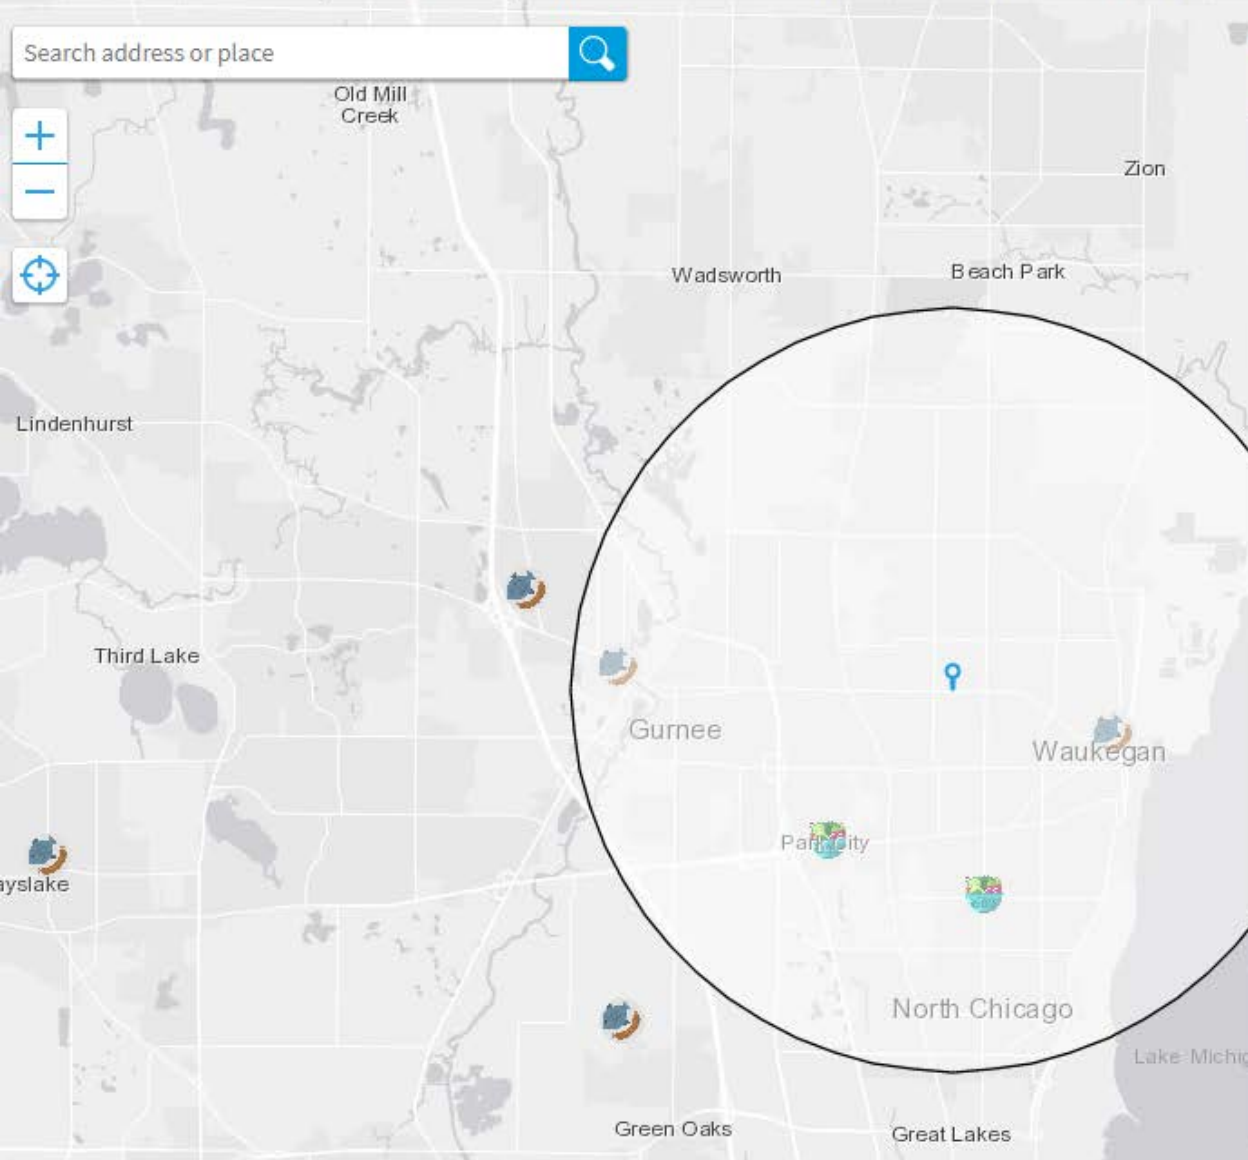 Search address or place
Old Mill
Creek
Zion
Wadsworth
Beach Park
Lindenhurst
Third Lake
Gurnee
Waukegan
Park City
ayslake
North Chicago
Lake Michig
Green Oaks
Great Lakes